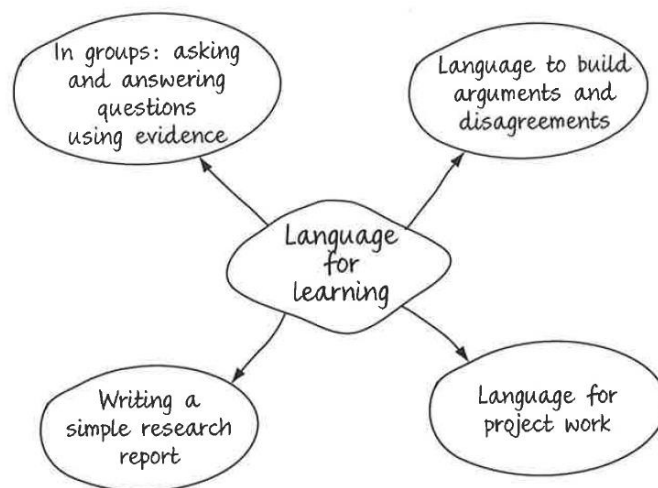 In groups: asking
and answering
questions
using evidence
Language to build
arguments and
disagreements
Language
for
learning
Writing a
simple research
report
Language for
project work